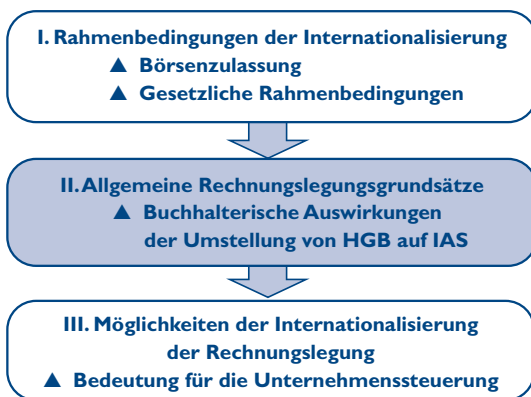 I. Rahmenbedingungen der Internationalisierung
▲ Börsenzulassung
▲ Gesetzliche Rahmenbedingungen
II. Allgemeine Rechnungslegungsgrundsätze
▲ Buchhalterische Auswirkungen
der Umstellung von HGB auf IAS
III. Möglichkeiten der Internationalisierung
der Rechnungslegung
▲ Bedeutung für die Unternehmenssteuerung